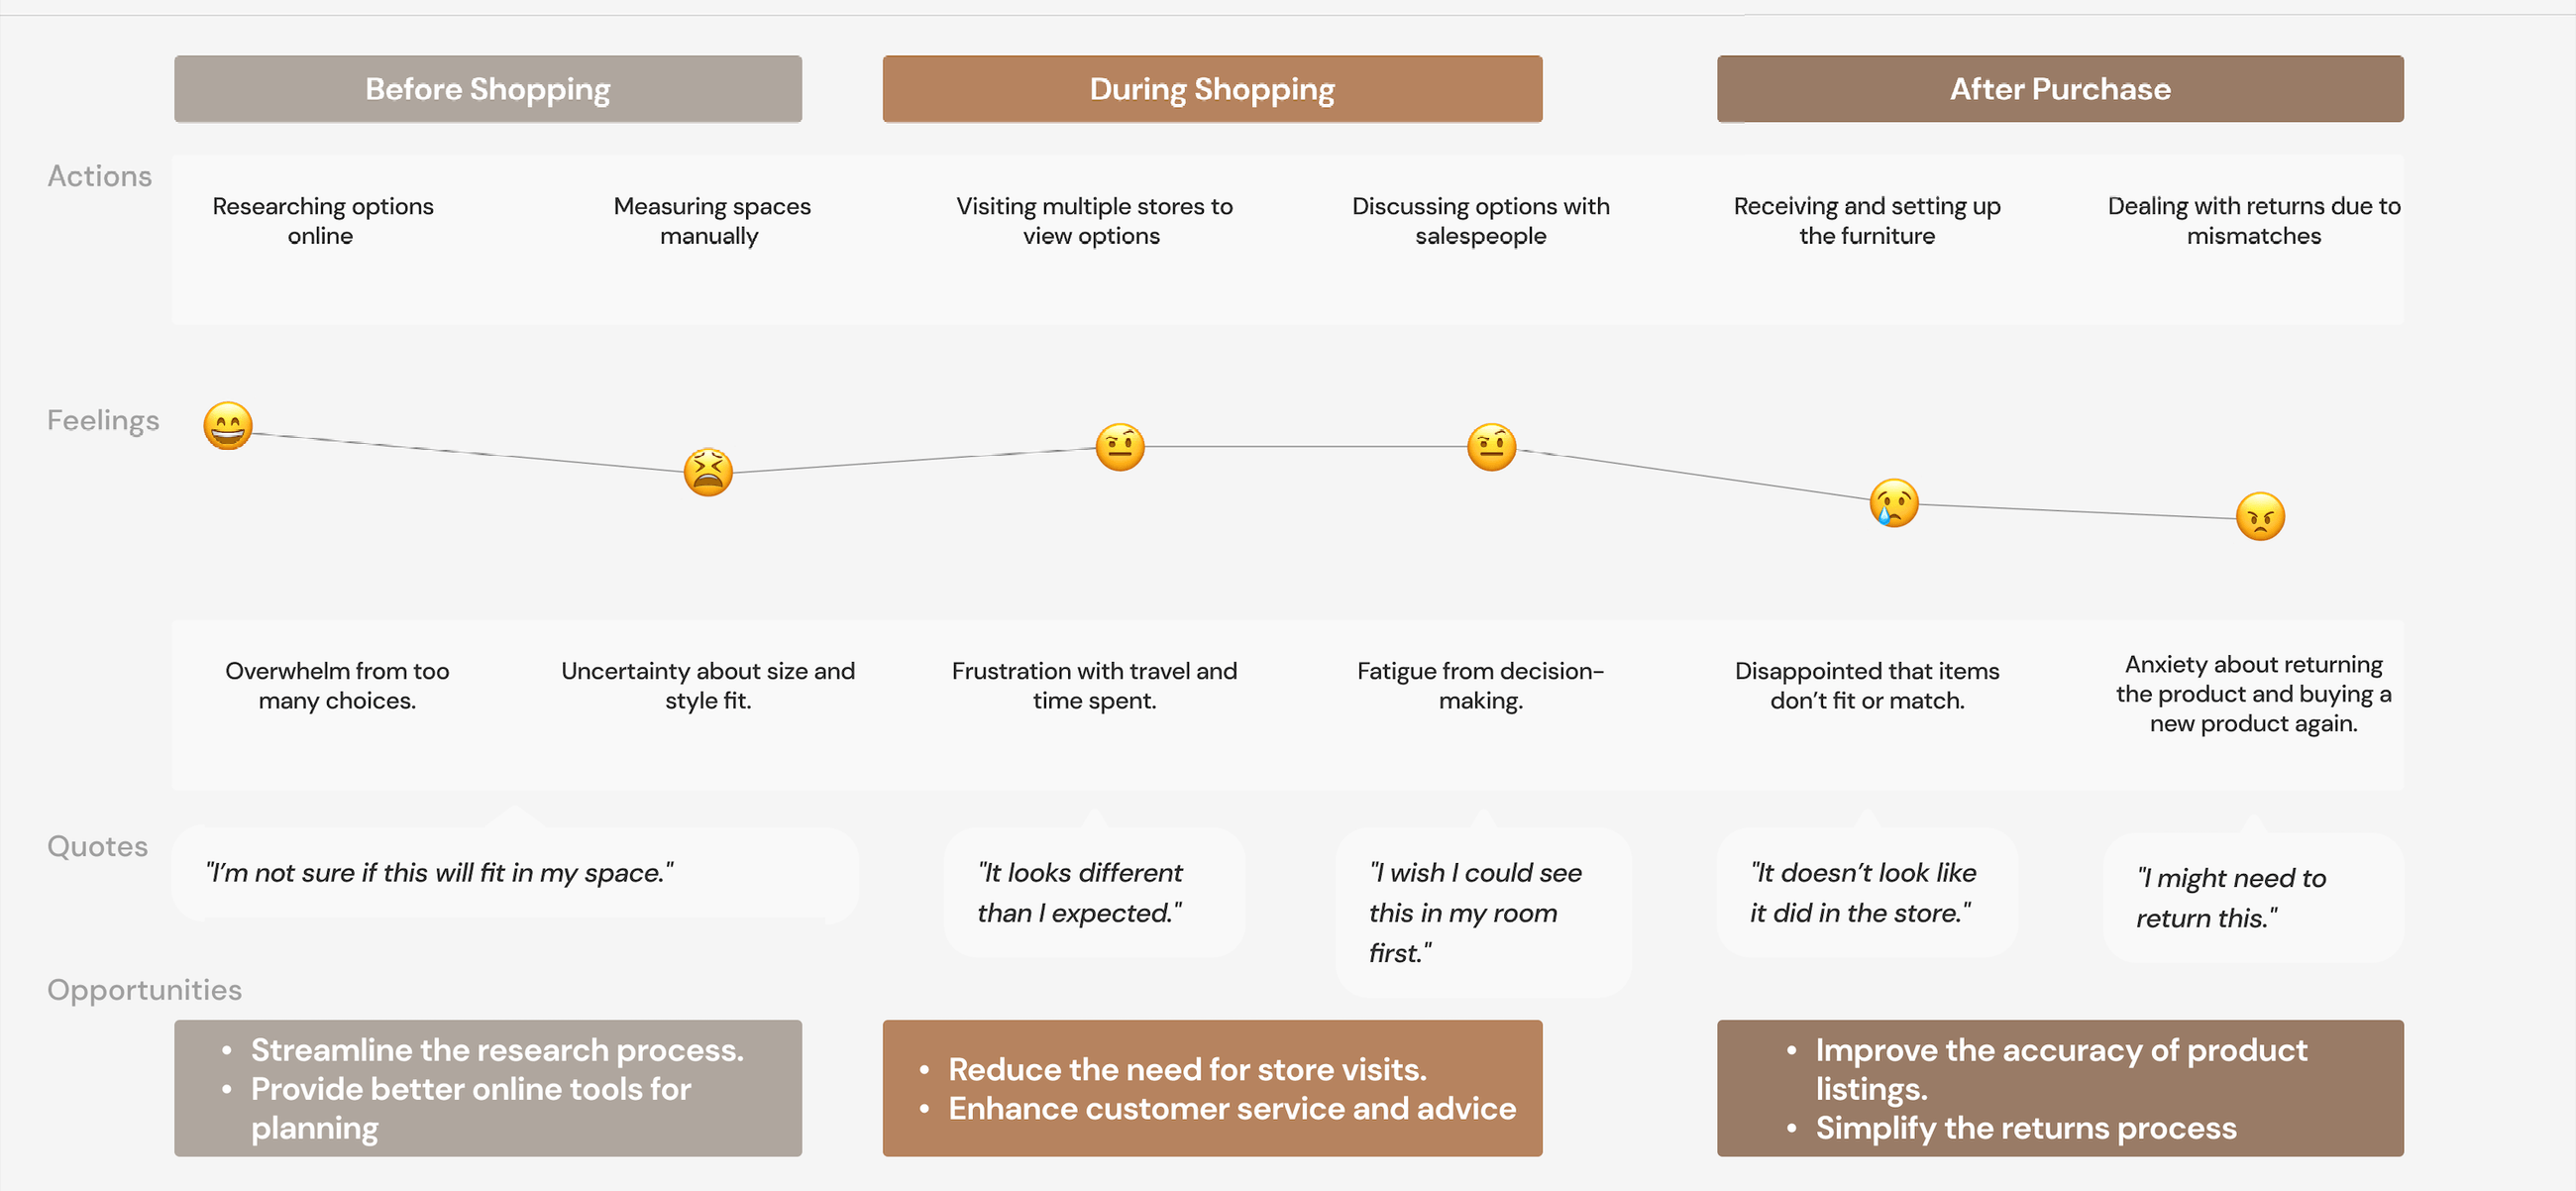 Before Shopping
During Shopping
After Purchase
Actions
Researching options
online
Measuring spaces
manually
Visiting multiple stores to
view options
Discussing options with
salespeople
Receiving and setting up
the furniture
Dealing with returns due to
mismatches
Feelings
Overwhelm from too
many choices.
Uncertainty about size and
style fit.
Frustration with travel and
time spent.
Fatigue from decision-
making.
Disappointed that items
don’t fit or match.
Anxiety about returning
the product and buying a
new product again.
Quotes
"I’m not sure if this will fit in my space."
"It looks different
than I expected."
"I wish I could see
this in my room
first."
"It doesn’t look like
it did in the store."
"I might need to
return this."
Opportunities
• Streamline the research process.
• Provide better online tools for
planning
• Reduce the need for store visits.
• Enhance customer service and advice
• Improve the accuracy of product
listings.
• Simplify the returns process